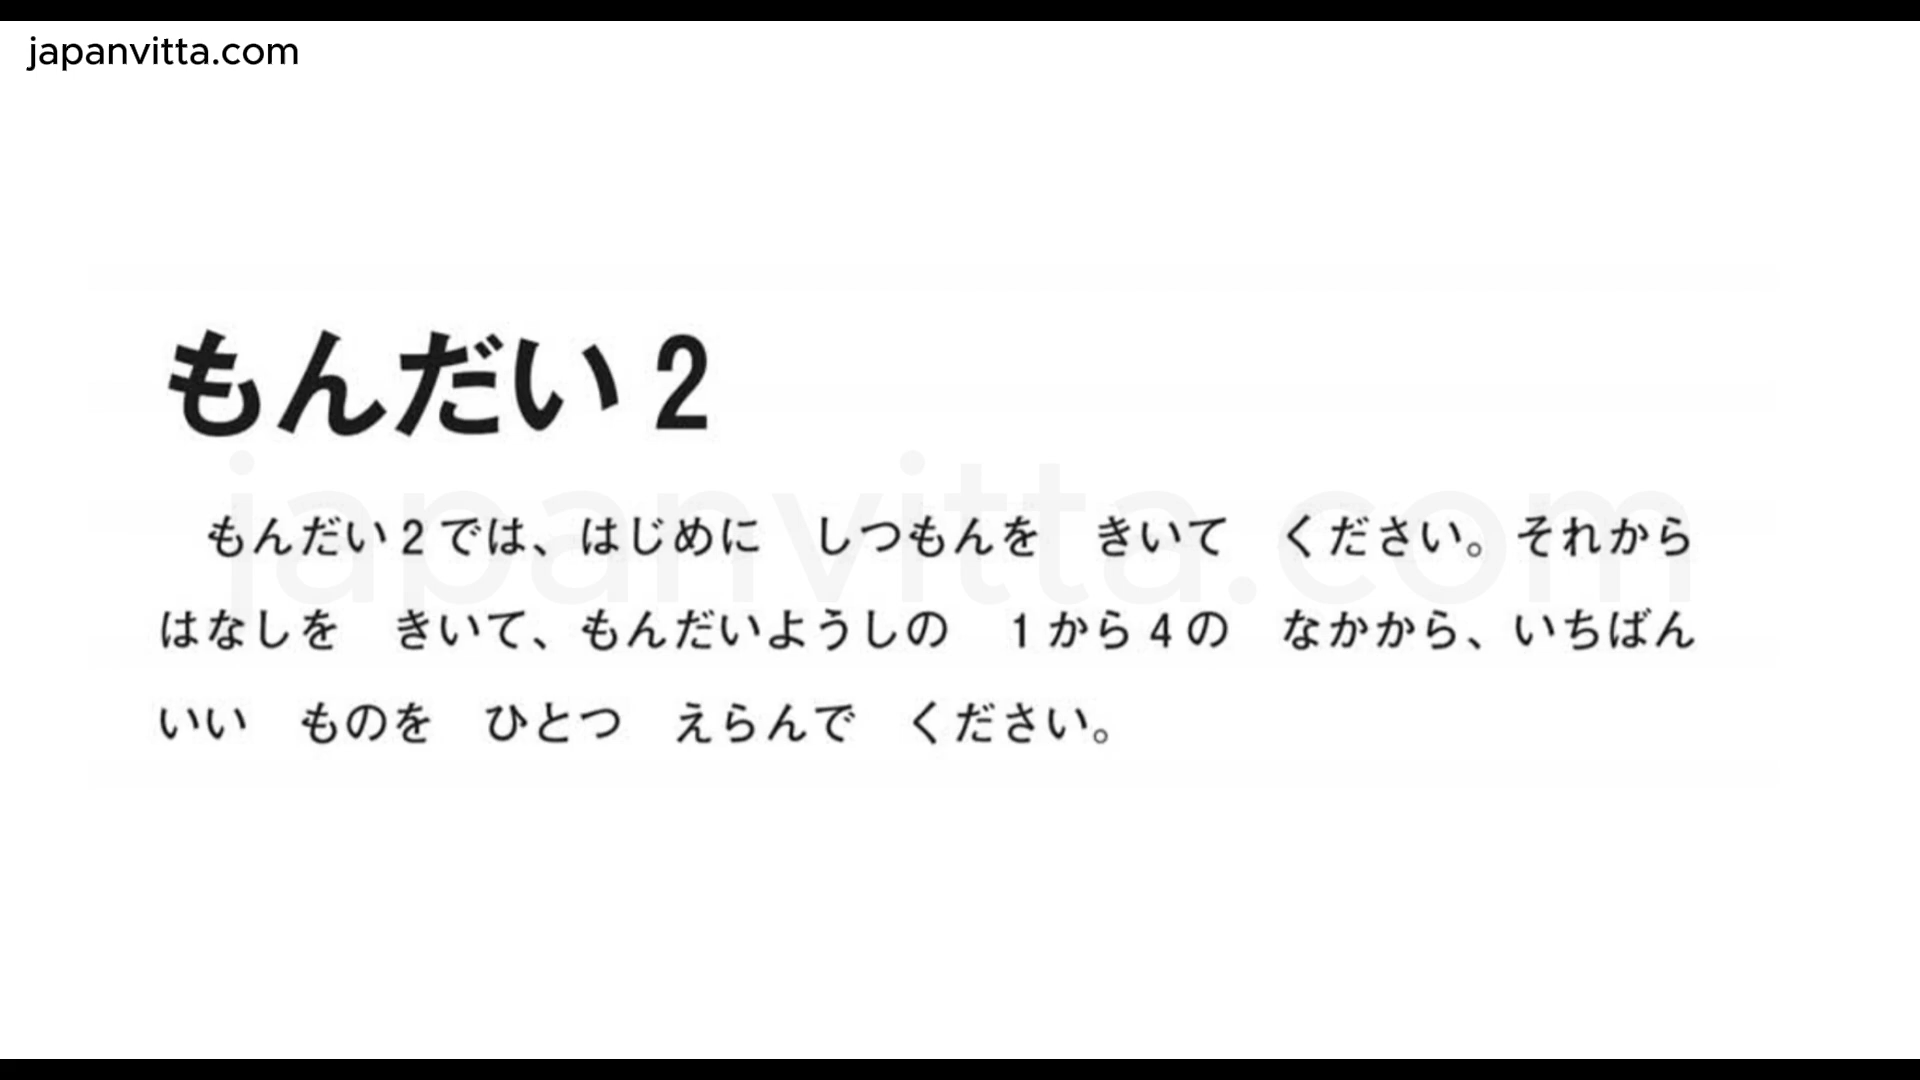 japanvitta.com
もんだい2
japanvitta.com
もんだい2では、はじめに　しつもんを　きいて　ください。それから
はなしを　きいて、もんだいようしの　1から4の　なかから、いちばん
いい　ものを　ひとつ　えらんで　ください。